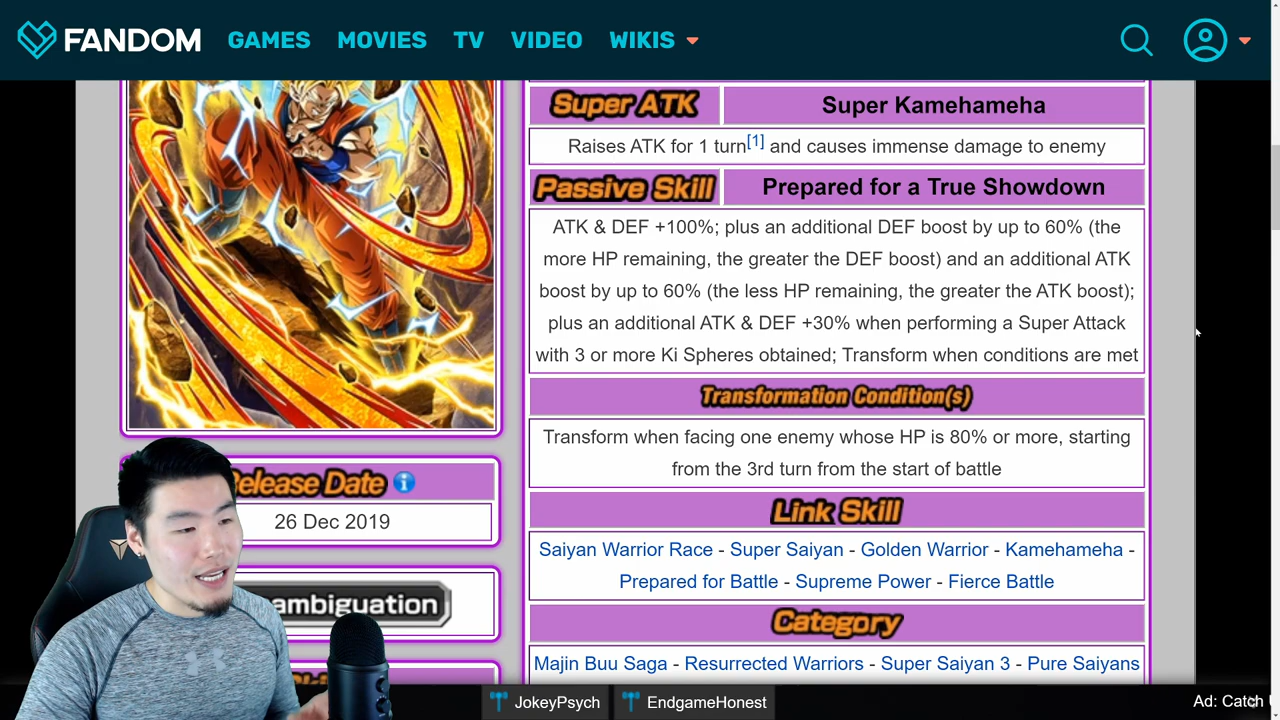 FANDOM GAMES MOVIES TV VIDEO WIKIS
Super ATK Super Kamehameha
Raises ATK for 1 turn[1] and causes immense damage to enemy
Passive Skill Prepared for a True Showdown
ATK & DEF +100%; plus an additional DEF boost by up to 60% (the
more HP remaining, the greater the DEF boost) and an additional ATK
boost by up to 60% (the less HP remaining, the greater the ATK boost);
plus an additional ATK & DEF +30% when performing a Super Attack
with 3 or more Ki Spheres obtained; Transform when conditions are met
Transformation Condition(s)
Transform when facing one enemy whose HP is 80% or more, starting
from the 3rd turn from the start of battle
Link Skill
Saiyan Warrior Race - Super Saiyan - Golden Warrior - Kamehameha -
Prepared for Battle - Supreme Power - Fierce Battle
Category
Majin Buu Saga - Resurrected Warriors - Super Saiyan 3 - Pure Saiyans
elease Date i
26 Dec 2019
ambiguation
JokeyPsych
EndgameHonest
Ad: Catch